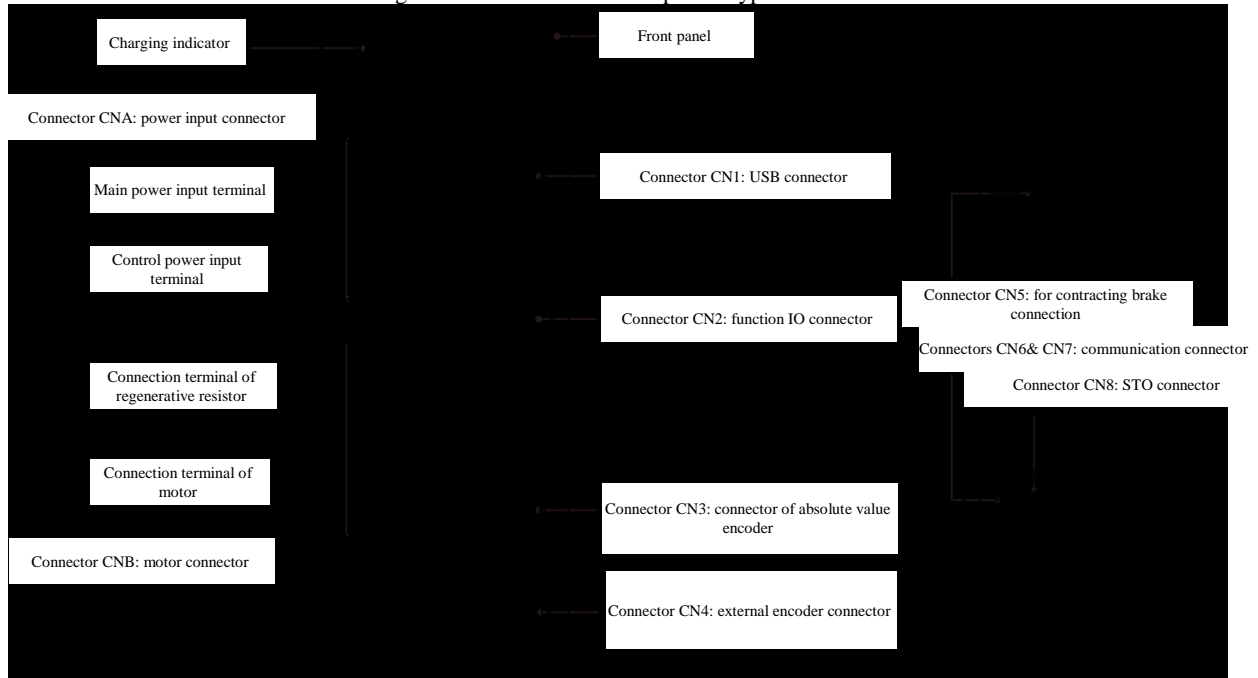 Charging indicator
Front panel
Connector CNA: power input connector
Connector CN1: USB connector
Main power input terminal
Control power input
terminal
Connector CN2: function IO connector
Connector CN5: for contracting brake
connection
Connectors CN6& CN7: communication connector
Connector CN8: STO connector
Connection terminal of
regenerative resistor
Connection terminal of
motor
Connector CN3: connector of absolute value
encoder
Connector CNB: motor connector
Connector CN4: external encoder connector